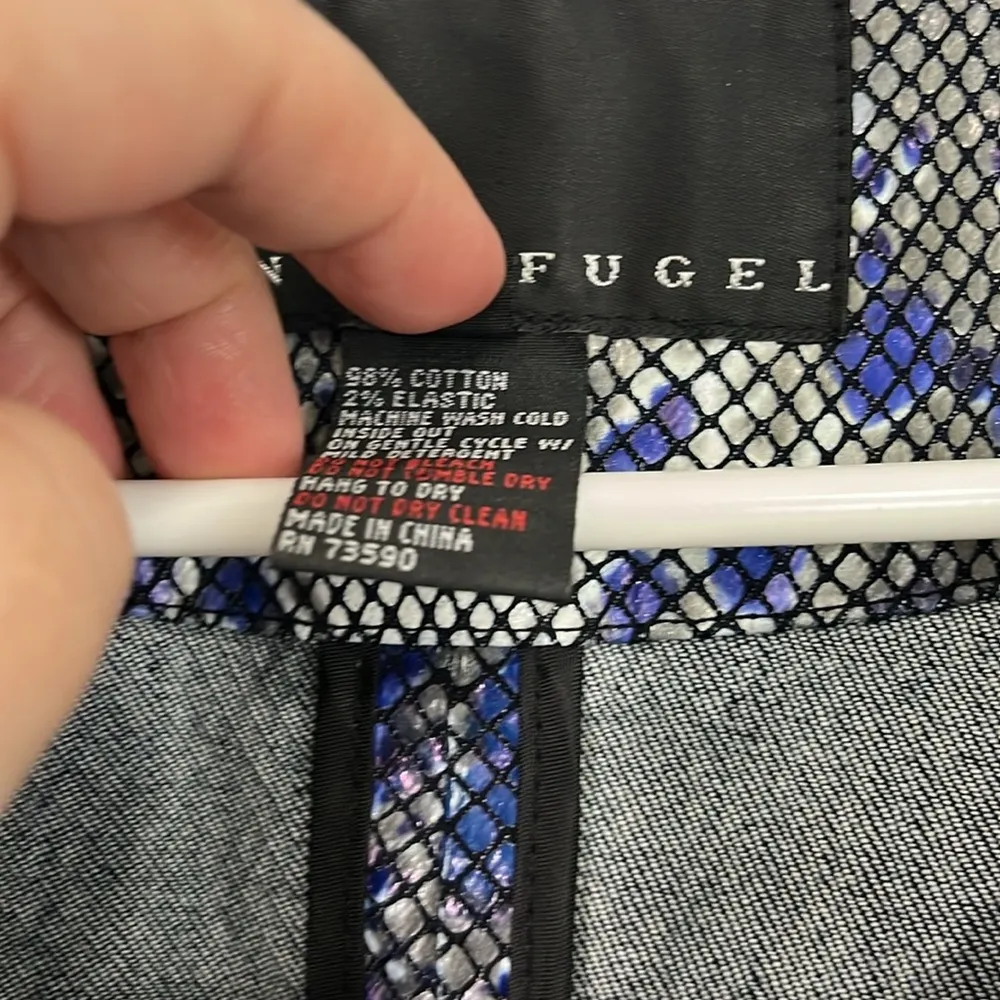 N FUGEL
98% COTTON
2% ELASTIC
MACHINE WASH COLD
INSIDE OUT
ON GENTLE CYCLE W/
MILD DETERGENT
DO NOT BLEACH
DO NOT TUMBLE DRY
HANG TO DRY
DO NOT DRY CLEAN
MADE IN CHINA
RN 73590